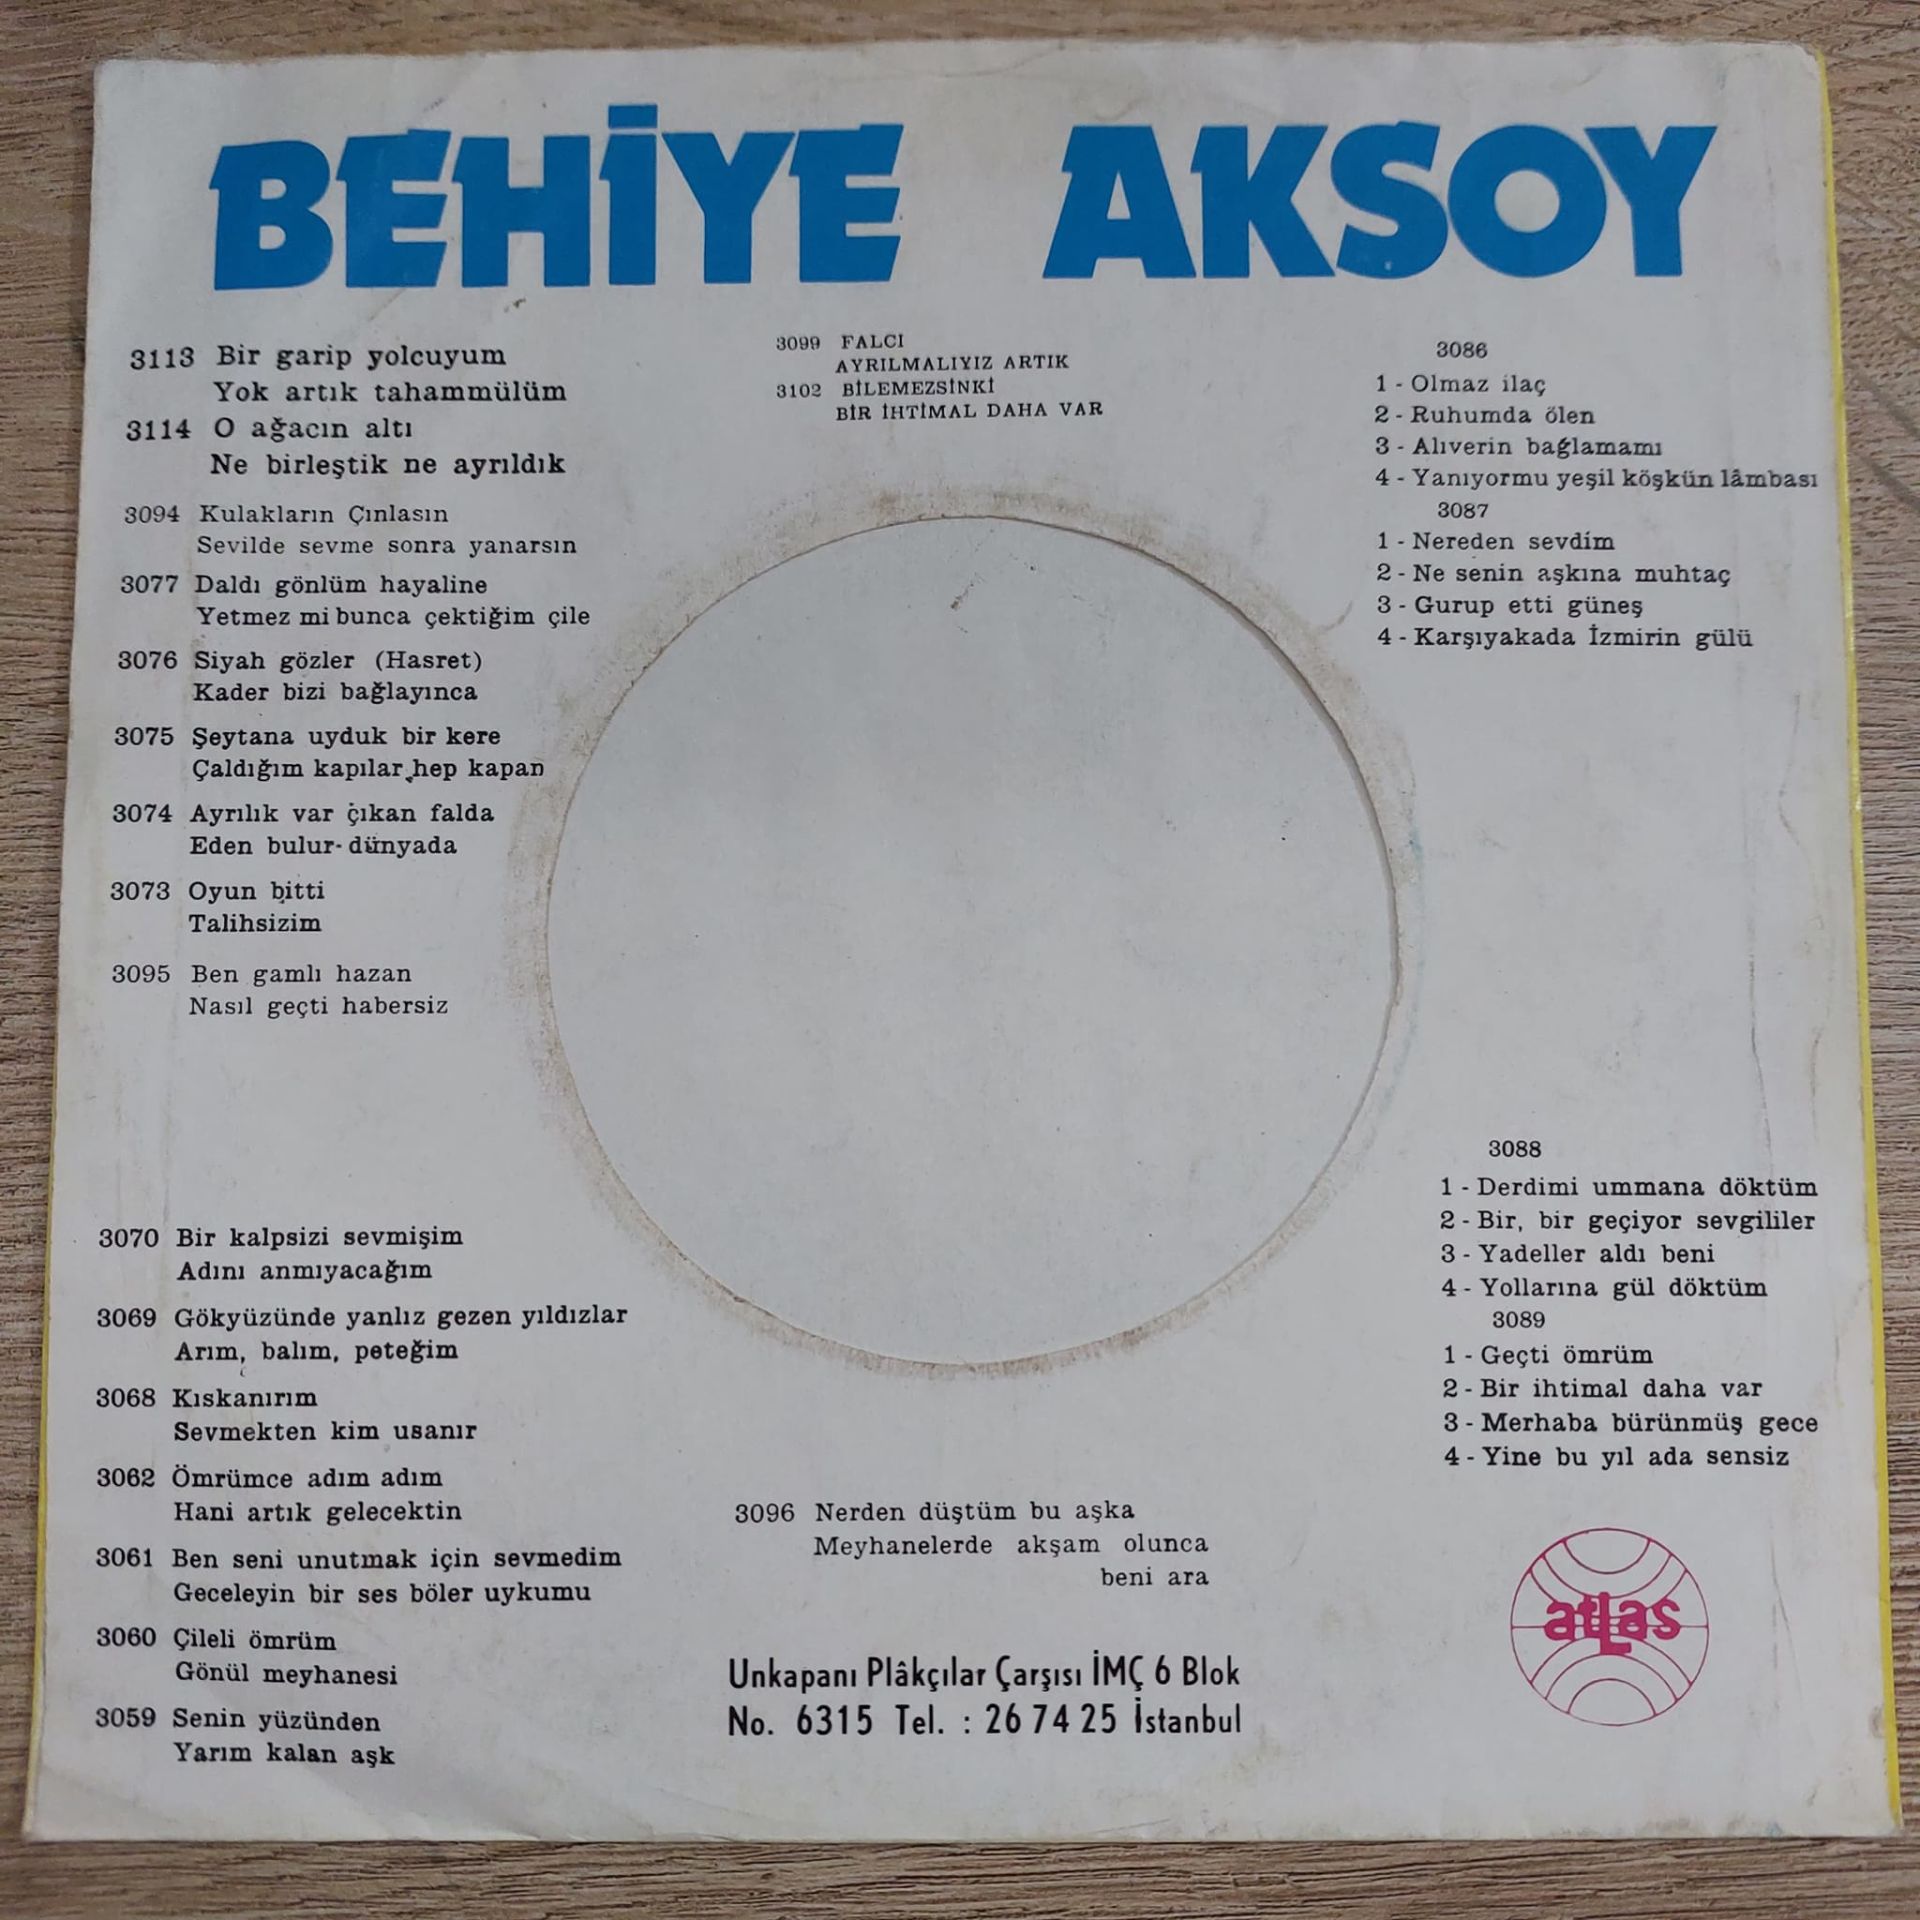 BEHİYE AKSOY
3113 Bir garip yolcuyum
Yok artık tahammülüm
3114 O ağacın altı
Ne birleştik ne ayrıldık
3094 Kulakların Çınlasın
Sevilde sevme sonra yanarsın
3077 Daldı gönlüm hayaline
Yetmez mi bunca çektiğim çile
3076 Siyah gözler (Hasret)
Kader bizi bağlayınca
3075 Şeytana uyduk bir kere
Çaldığım kapılar hep kapan
3074 Ayrılık var çıkan falda
Eden bulur dünyada
3073 Oyun bitti
Talihsizim
3095 Ben gamlı hazan
Nasıl geçti habersiz
3070 Bir kalpsizi sevmişim
Adını anmıyacağım
3069 Gökyüzünde yanlız gezen yıldızlar
Arım, balım, peteğim
3068 Kıskanırım
Sevmekten kim usanır
3062 Ömrümce adım adım
Hani artık gelecektin
3061 Ben seni unutmak için sevmedim
Geceleyin bir ses böler uykumu
3060 Çileli ömrüm
Gönül meyhanesi
3059 Senin yüzünden
Yarım kalan aşk
3099 FALCI
AYRILMALIYIZ ARTIK
3102 BİLEMEZSİNKİ
BİR İHTİMAL DAHA VAR
3096 Nerden düştüm bu aşka
Meyhanelerde akşam olunca
beni ara
Unkapanı Plâkçılar Çarşısı İMÇ 6 Blok
No. 6315 Tel. : 26 74 25 İstanbul
3086
1 - Olmaz ilaç
2 - Ruhumda ölen
3 - Alıverin bağlamamı
4 - Yanıyormu yeşil köşkün lâmbası
3087
1 - Nereden sevdim
2 - Ne senin aşkına muhtaç
3 - Gurup etti güneş
4 - Karşıyakada İzmirin gülü
3088
1 - Derdimi ummana döktüm
2 - Bir, bir geçiyor sevgililer
3 - Yadeller aldı beni
4 - Yollarına gül döktüm
3089
1 - Geçti ömrüm
2 - Bir ihtimal daha var
3 - Merhaba bürünmüş gece
4 - Yine bu yıl ada sensiz
atLas